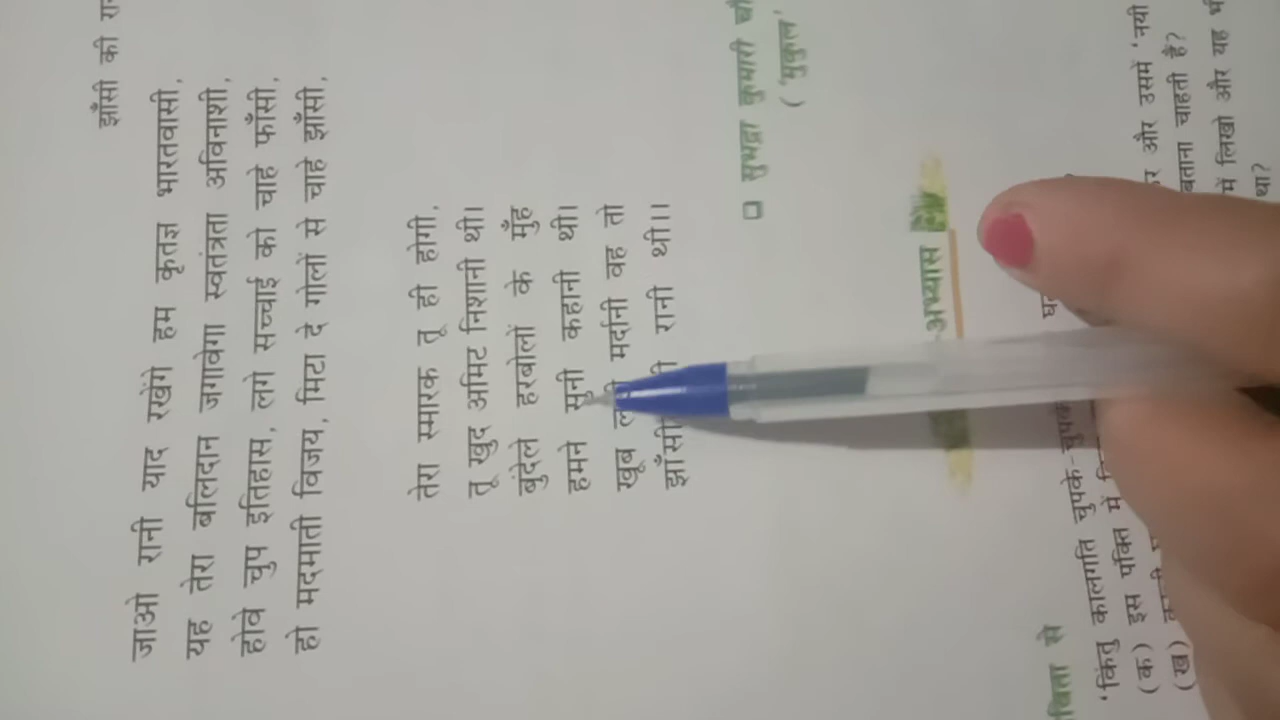 झाँसी की
जाओ रानी याद रखेंगे हम कृतज्ञ भारतवासी,
यह तेरा बलिदान जगावेगा स्वतंत्रता अविनाशी,
होवे चुप इतिहास, लगे सच्चाई को चाहे फाँसी,
हो मदमाती विजय, मिटा दे गोलों से चाहे झाँसी,
तेरा स्मारक तू ही होगी,
तू खुद अमिट निशानी थी।
बुंदेले हरबोलों के मुँह
हमने सुनी कहानी थी।
खूब मर्दानी वह तो
रानी थी।।
□ सुभद्रा कुमारी
('मुकुल'
अभ्यास
से
'किंतु कालगति चुपके-चुपके
(क) इस पंक्ति में और उसमें 'नयी
बताना चाहती हैं?
(ख) में लिखो और यह
था?